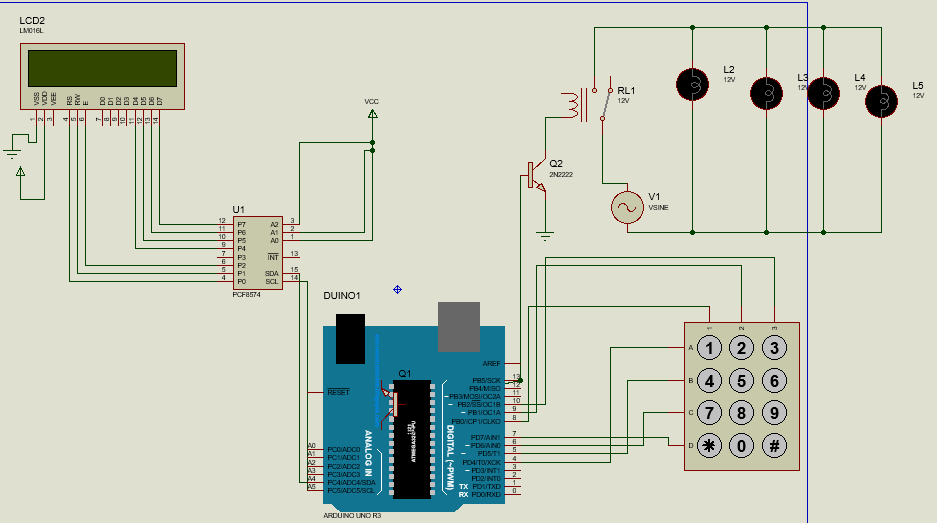 LCD2
LM016L
VSS
VDD
VEE
RS
RW
E
D0
D1
D2
D3
D4
D5
D6
D7
1
2
3
4
5
6
7
8
9
10
11
12
13
14
VCC
U1
12 P7 A2 3
11 P6 A1 2
10 P5 A0 1
9 P4
7 P3 INT 13
6 P2
5 P1 SDA 15
4 P0 SCL 14
PCF8574
RL1
12V
Q2
2N2222
V1
VSINE
L2
12V
L3
12V
L4
12V
L5
12V
DUINO1
Q1
RESET
AREF
PB5/SCK 13
PB4/MISO 12
~PB3/MOSI/OC2A 11
~ PB2/SS/OC1B 10
~ PB1/OC1A 9
PB0/ICP1/CLKO 8
PD7/AIN1 7
~ PD6/AIN0 6
~ PD5/T1 5
PD4/T0/XCK 4
~ PD3/INT1 3
PD2/INT0 2
TX PD1/TXD 1
RX PD0/RXD 0
A0 PC0/ADC0
A1 PC1/ADC1
A2 PC2/ADC2
A3 PC3/ADC3
A4 PC4/ADC4/SDA
A5 PC5/ADC5/SCL
ANALOG IN
DIGITAL (~PWM)
ARDUINO UNO R3
1 2 3
A 1 2 3
B 4 5 6
C 7 8 9
D * 0 #